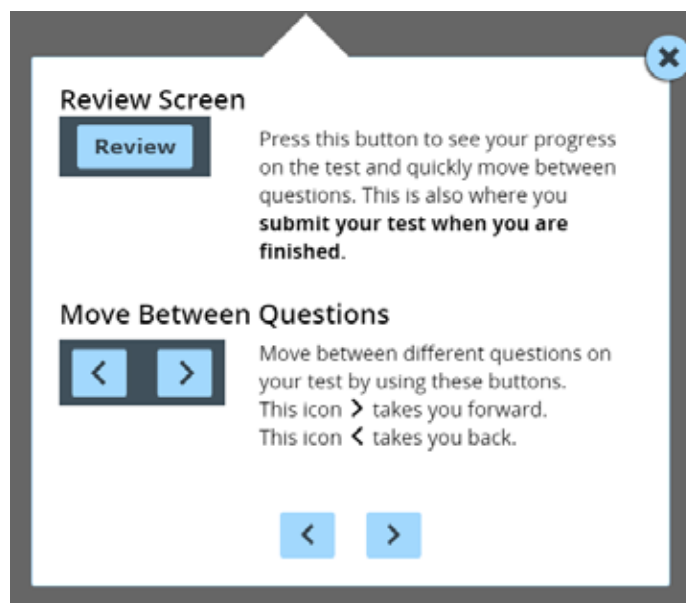 Review Screen
Review
Press this button to see your progress
on the test and quickly move between
questions. This is also where you
submit your test when you are
finished.
Move Between Questions
Move between different questions on
your test by using these buttons.
This icon > takes you forward.
This icon < takes you back.